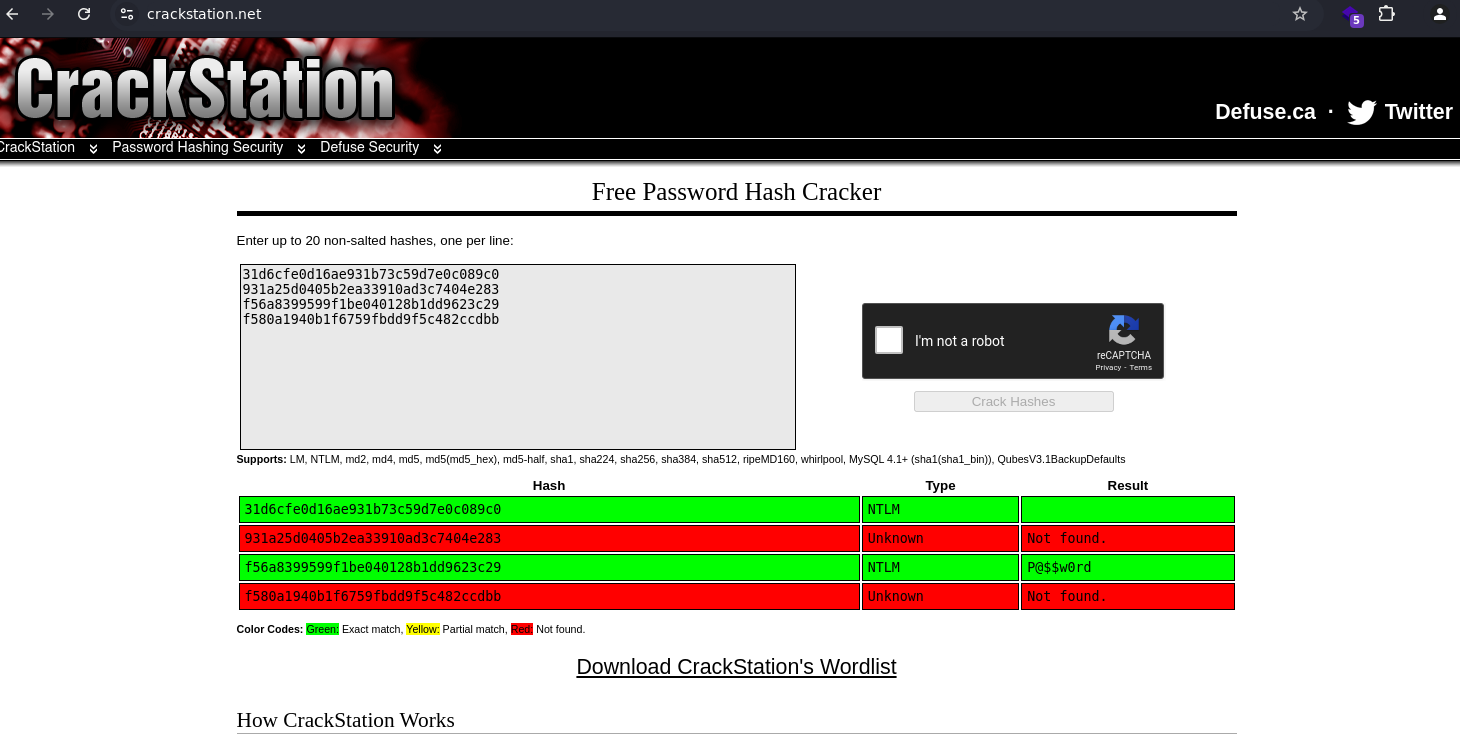 crackstation.net
5
CrackStation
Defuse.ca · Twitter
CrackStation Password Hashing Security Defuse Security
Free Password Hash Cracker
Enter up to 20 non-salted hashes, one per line:
31d6cfe0d16ae931b73c59d7e0c089c0
931a25d0405b2ea33910ad3c7404e283
f56a8399599f1be040128b1dd9623c29
f580a1940b1f6759fbdd9f5c482ccdbb
I'm not a robot
reCAPTCHA
Privacy - Terms
Crack Hashes
Supports: LM, NTLM, md2, md4, md5, md5(md5_hex), md5-half, sha1, sha224, sha256, sha384, sha512, ripeMD160, whirlpool, MySQL 4.1+ (sha1(sha1_bin)), QubesV3.1BackupDefaults
Hash Type Result
31d6cfe0d16ae931b73c59d7e0c089c0 NTLM
931a25d0405b2ea33910ad3c7404e283 Unknown Not found.
f56a8399599f1be040128b1dd9623c29 NTLM P@$$w0rd
f580a1940b1f6759fbdd9f5c482ccdbb Unknown Not found.
Color Codes: Green: Exact match, Yellow: Partial match, Red: Not found.
Download CrackStation's Wordlist
How CrackStation Works